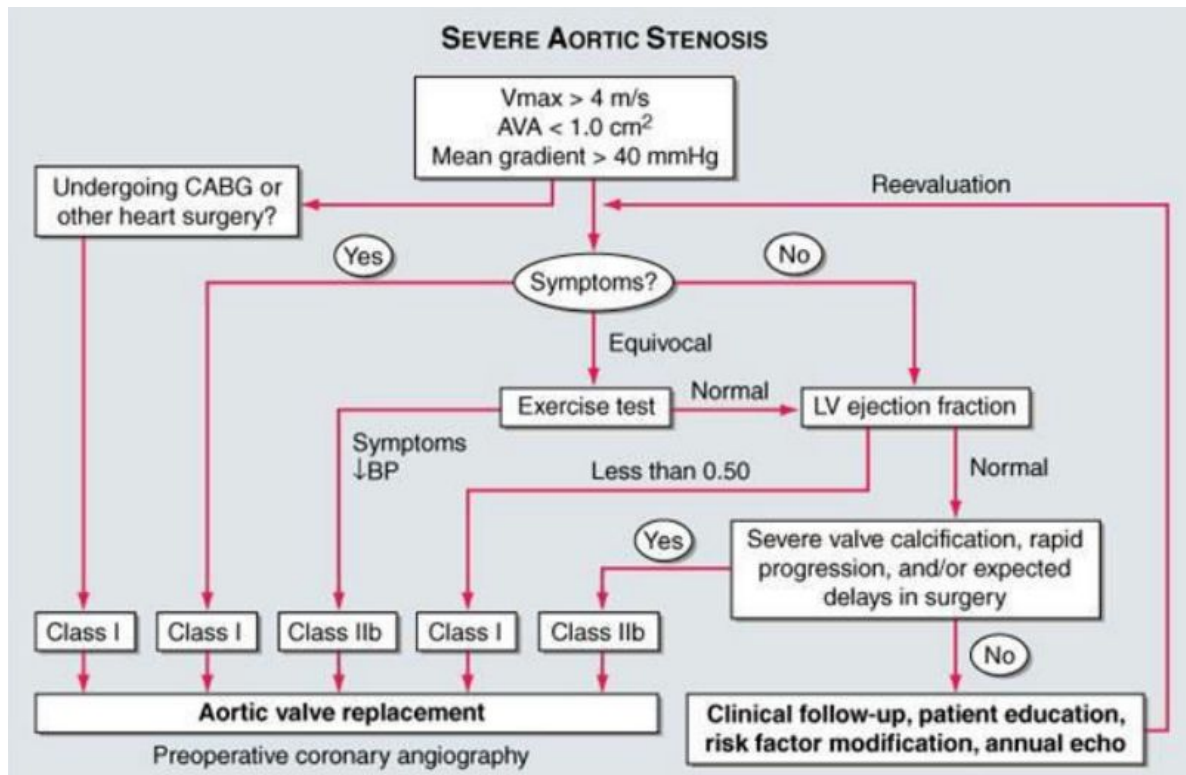 SEVERE AORTIC STENOSIS
Vmax > 4 m/s
AVA < 1.0 cm²
Mean gradient > 40 mmHg
Undergoing CABG or
other heart surgery?
Reevaluation
Yes
No
Symptoms?
Equivocal
Exercise test
Normal
LV ejection fraction
Symptoms
↓BP
Less than 0.50
Normal
Yes
Severe valve calcification, rapid
progression, and/or expected
delays in surgery
Class I
Class I
Class IIb
Class I
Class IIb
No
Aortic valve replacement
Clinical follow-up, patient education,
risk factor modification, annual echo
Preoperative coronary angiography